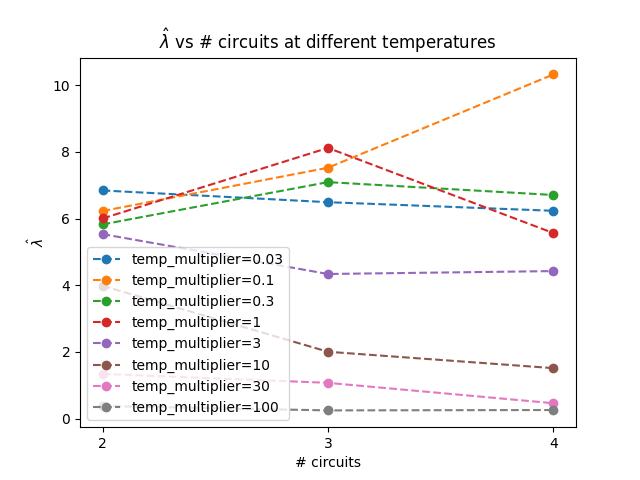 λ̂ vs # circuits at different temperatures
10
8
6
4
2
0
λ̂
temp_multiplier=0.03
temp_multiplier=0.1
temp_multiplier=0.3
temp_multiplier=1
temp_multiplier=3
temp_multiplier=10
temp_multiplier=30
temp_multiplier=100
2
3
4
# circuits